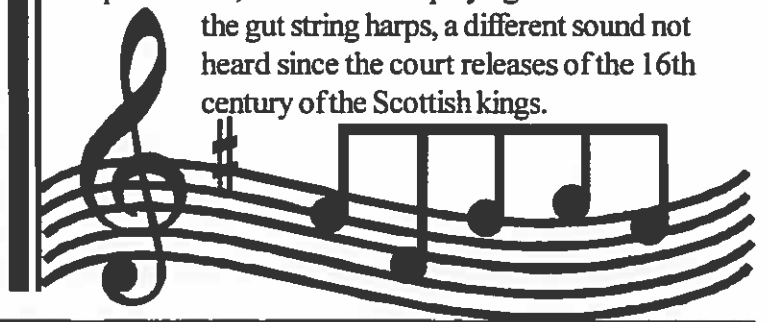 the gut string harps, a different sound not
heard since the court releases of the 16th
century of the Scottish kings.